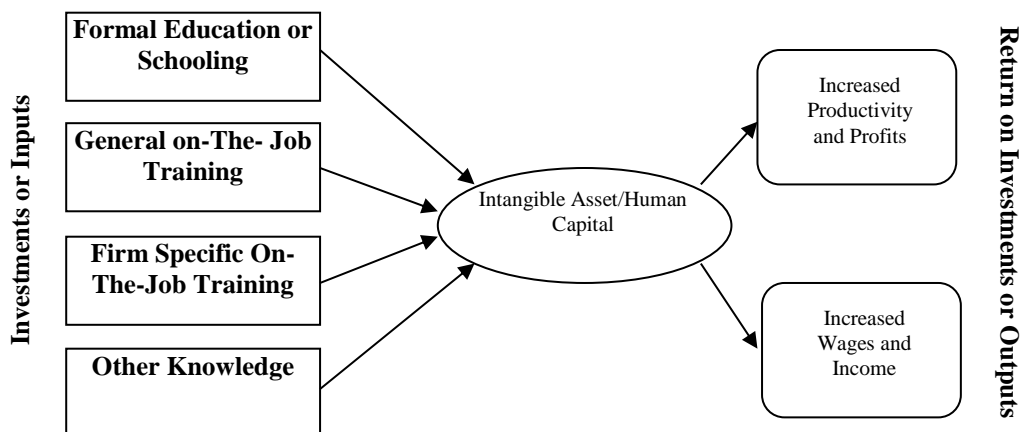 Investments or Inputs
Formal Education or
Schooling
General on-The- Job
Training
Firm Specific On-
The-Job Training
Other Knowledge
Intangible Asset/Human
Capital
Increased
Productivity
and Profits
Increased
Wages and
Income
Return on Investments or Outputs